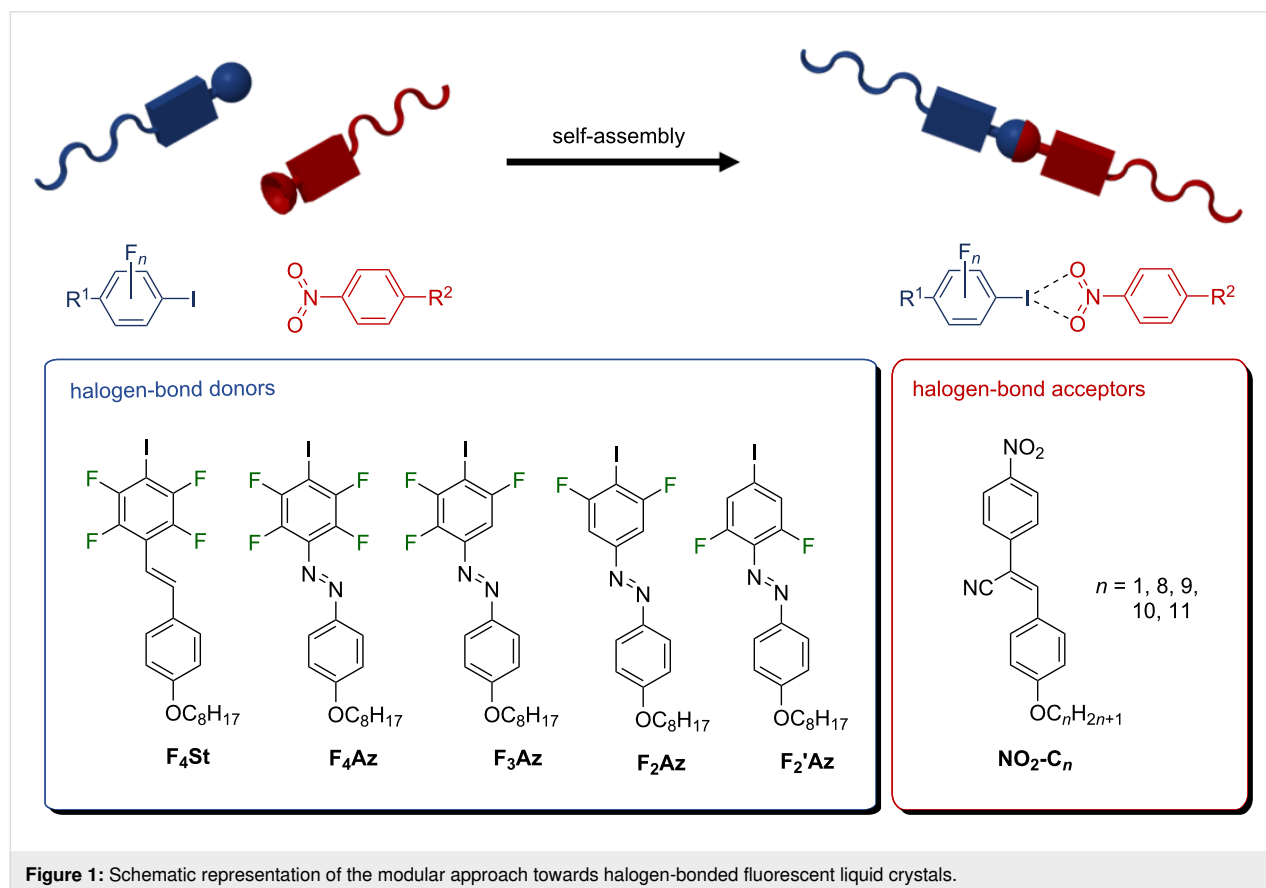 self-assembly
Fn
R1
I
O
N
O
R2
Fn
R1
I
O
N
O
R2
halogen-bond donors
I
F F
F F
OC8H17
F4St
I
F F
F F
N N
OC8H17
F4Az
I
F F
F
N N
OC8H17
F3Az
I
F F
N N
OC8H17
F2Az
I
F F
N N
OC8H17
F2'Az
halogen-bond acceptors
NO2
NC
n = 1, 8, 9,
10, 11
OCnH2n+1
NO2-Cn
Figure 1: Schematic representation of the modular approach towards halogen-bonded fluorescent liquid crystals.